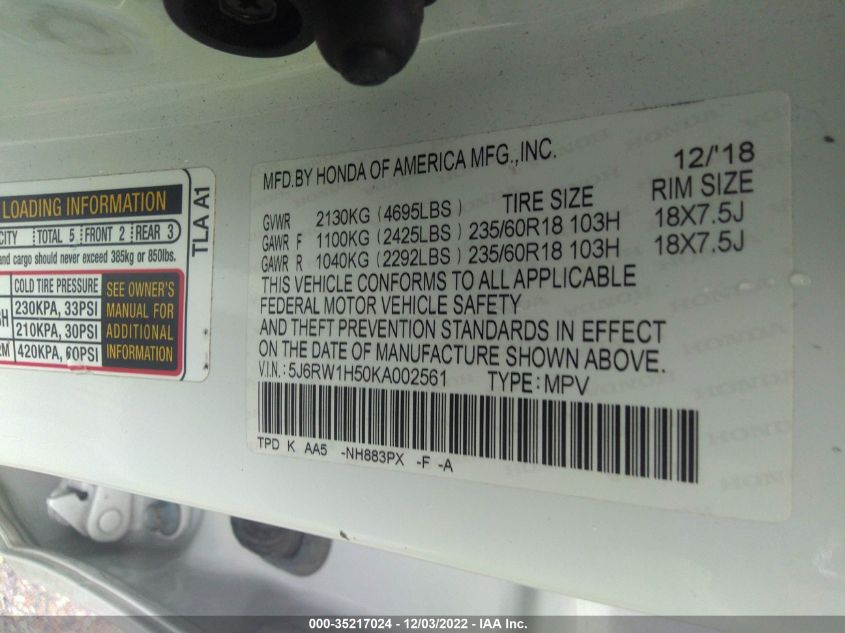 LOADING INFORMATION
CITY TOTAL 5 FRONT 2 REAR 3
and cargo should never exceed 385kg or 850lbs.
COLD TIRE PRESSURE
230KPA, 33PSI
210KPA, 30PSI
420KPA, 60PSI
SEE OWNER'S
MANUAL FOR
ADDITIONAL
INFORMATION
TLA A1
MFD.BY HONDA OF AMERICA MFG.,INC. 12/'18
TIRE SIZE RIM SIZE
GVWR 2130KG (4695LBS)
GAWR F 1100KG (2425LBS) 235/60R18 103H 18X7.5J
GAWR R 1040KG (2292LBS) 235/60R18 103H 18X7.5J
THIS VEHICLE CONFORMS TO ALL APPLICABLE
FEDERAL MOTOR VEHICLE SAFETY
AND THEFT PREVENTION STANDARDS IN EFFECT
ON THE DATE OF MANUFACTURE SHOWN ABOVE.
V.I.N.: 5J6RW1H50KA002561 TYPE: MPV
TPD K AA5 -NH883PX -F -A
000-35217024 - 12/03/2022 - IAA Inc.